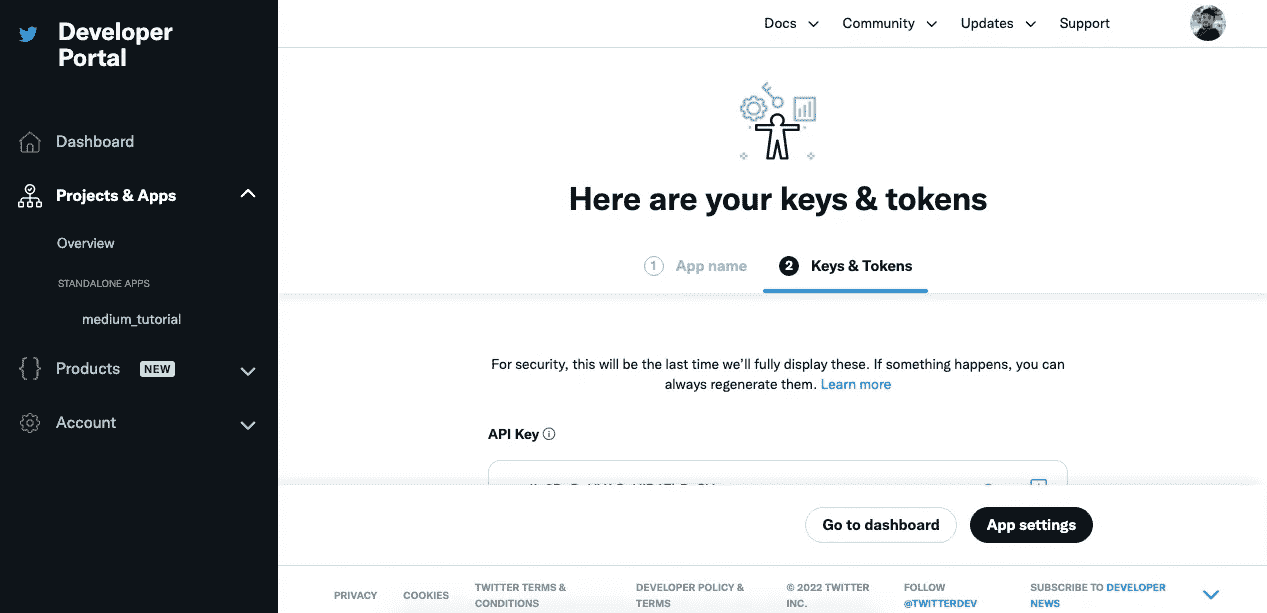 Developer
Portal
Docs
Community
Updates
Support
Dashboard
Projects & Apps
Overview
STANDALONE APPS
medium_tutorial
Products NEW
Account
Here are your keys & tokens
1 App name
2 Keys & Tokens
For security, this will be the last time we'll fully display these. If something happens, you can
always regenerate them. Learn more
API Key
Go to dashboard
App settings
PRIVACY
COOKIES
TWITTER TERMS &
CONDITIONS
DEVELOPER POLICY &
TERMS
© 2022 TWITTER
INC.
FOLLOW
@TWITTERDEV
SUBSCRIBE TO DEVELOPER
NEWS